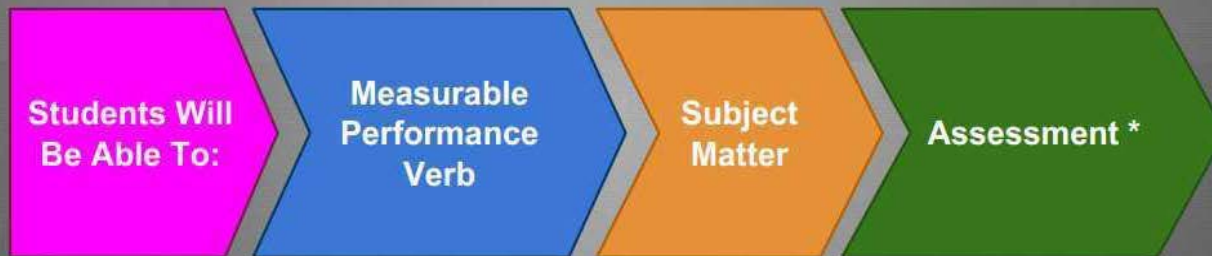 Students Will
Be Able To:
Measurable
Performance
Verb
Subject
Matter
Assessment *